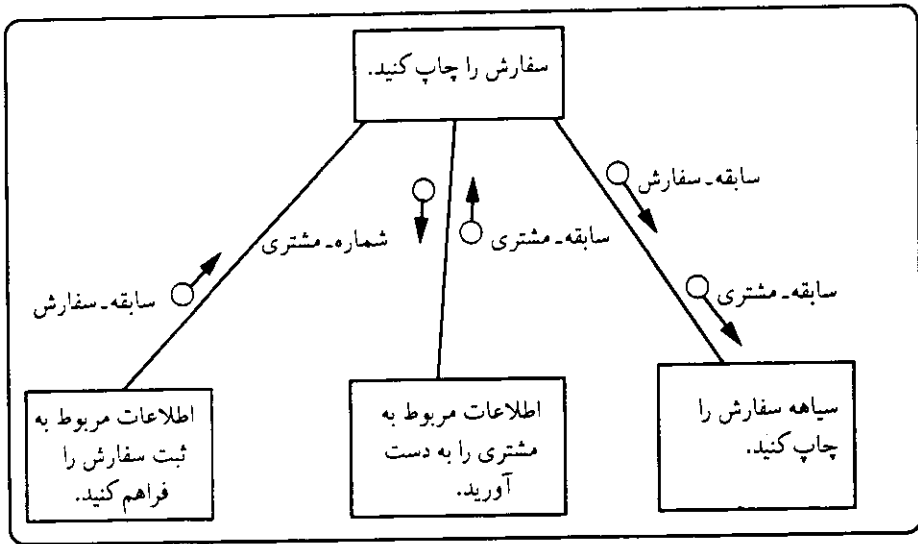 سفارش را چاپ کنید.
سابقه-سفارش
شماره-مشتری
سابقه-مشتری
سابقه-سفارش
سابقه-مشتری
اطلاعات مربوط به
ثبت سفارش را
فراهم کنید.
اطلاعات مربوط به
مشتری را به دست
آورید.
سیاهه سفارش را
چاپ کنید.